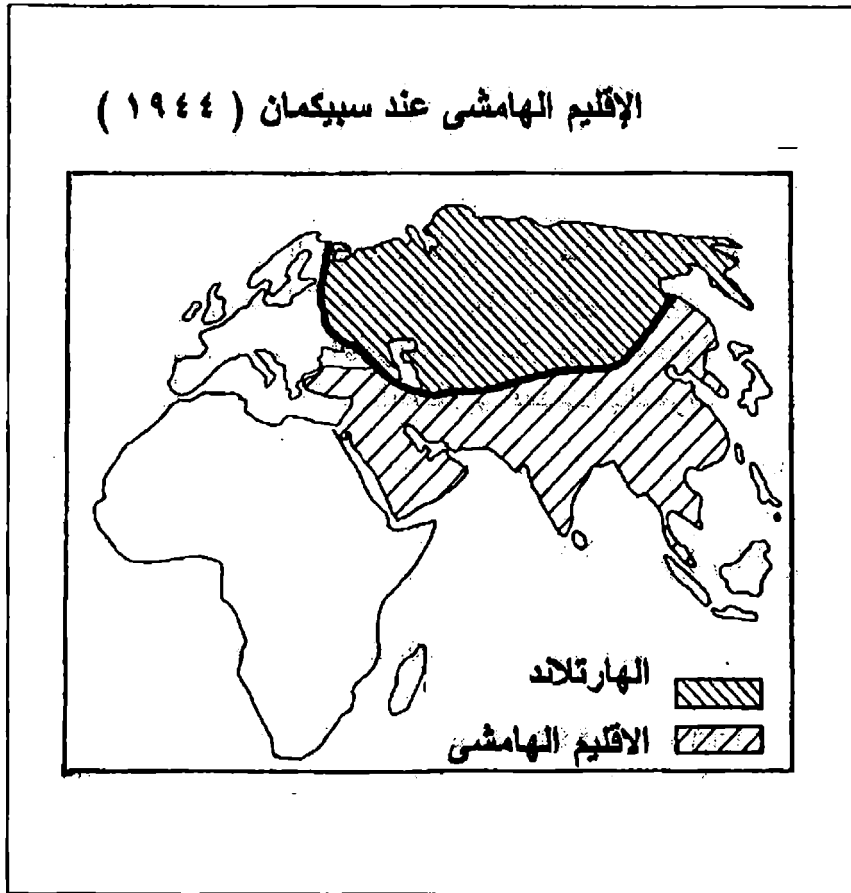 الإقليم الهامشى عند سبيكمان ( ١٩٤٤ )
الهارتلاند
الاقليم الهامشى